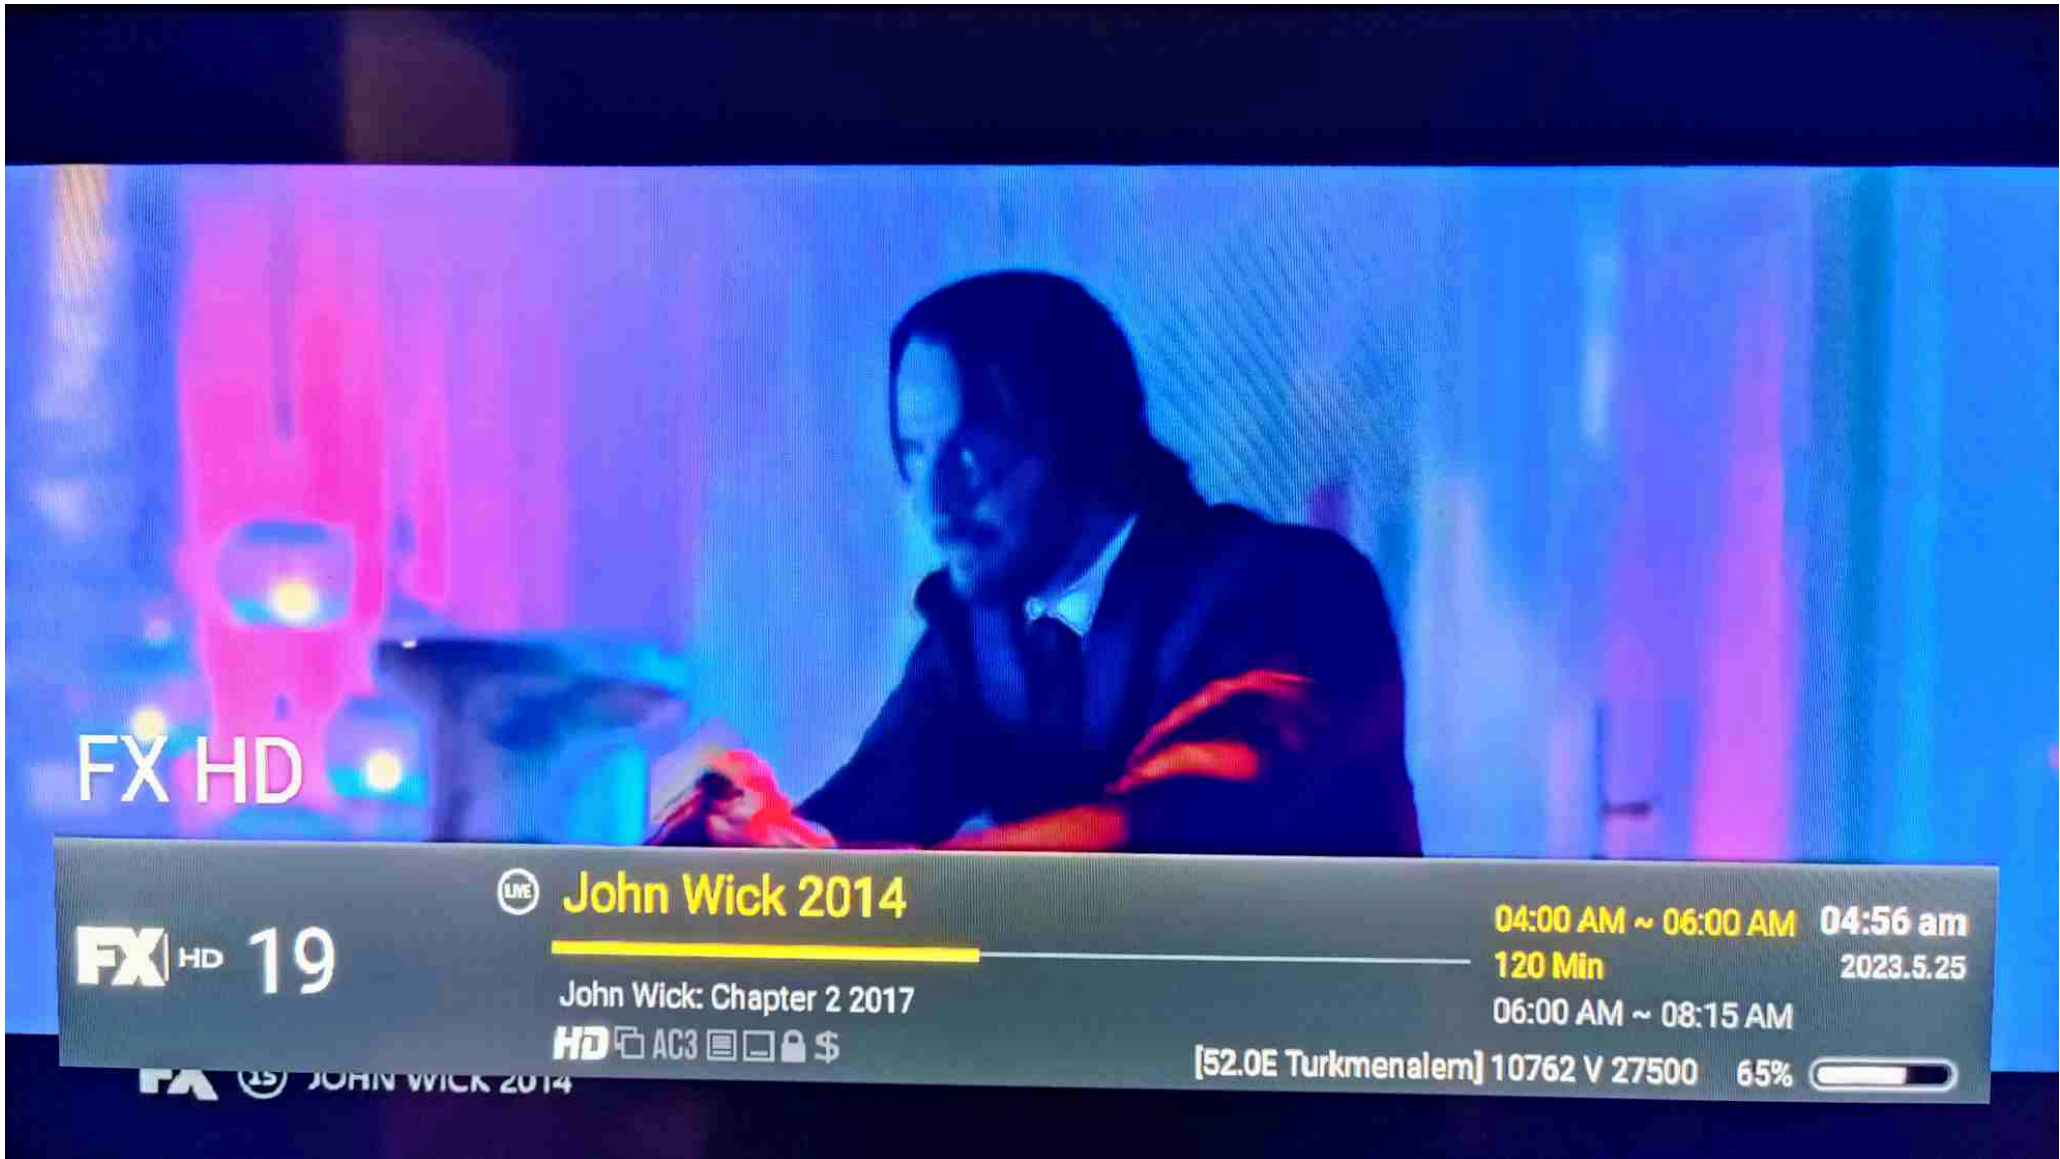 FX HD
FX HD 19
LIVE John Wick 2014
04:00 AM ~ 06:00 AM 04:56 am
120 Min 2023.5.25
John Wick: Chapter 2 2017
06:00 AM ~ 08:15 AM
HD AC3 $
[52.0E Turkmenalem] 10762 V 27500 65%
FX 15 JOHN WICK 2014